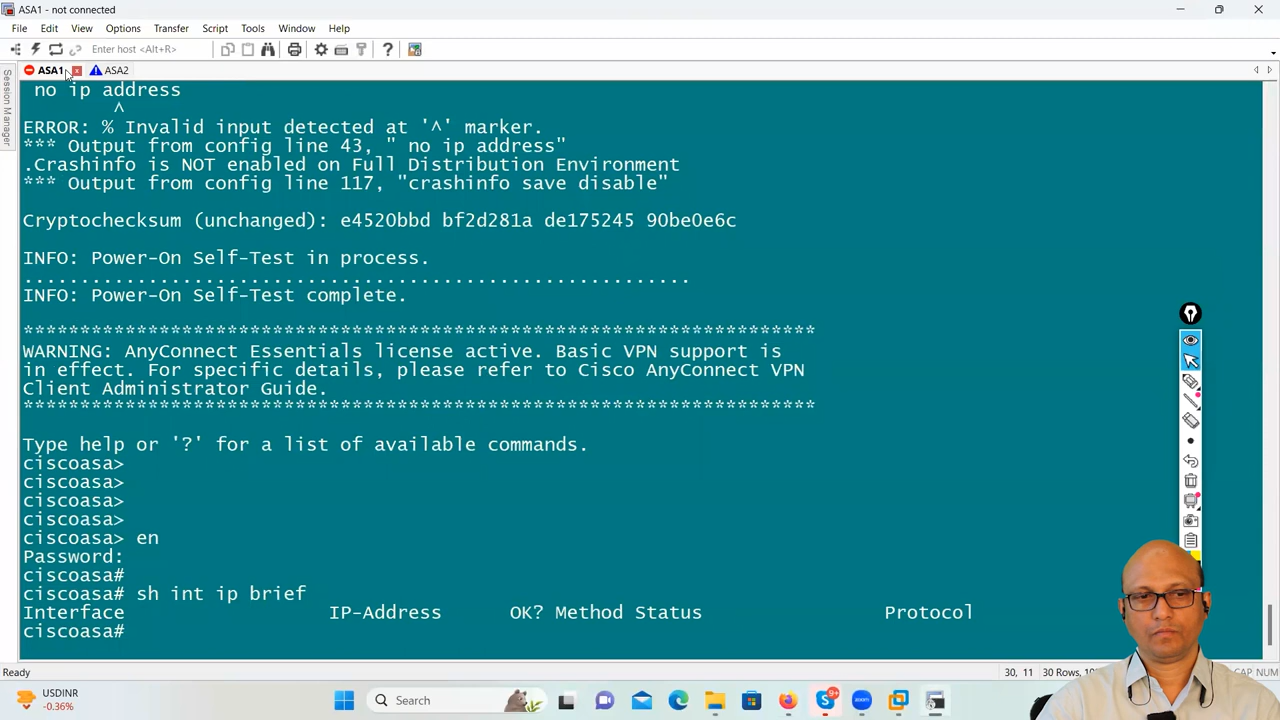 ASA1 - not connected
File Edit View Options Transfer Script Tools Window Help
Enter host <Alt+R>
ASA1 ASA2
Session Manager
no ip address
^
ERROR: % Invalid input detected at '^' marker.
*** Output from config line 43, " no ip address"
.Crashinfo is NOT enabled on Full Distribution Environment
*** Output from config line 117, "crashinfo save disable"
Cryptochecksum (unchanged): e4520bbd bf2d281a de175245 90be0e6c
INFO: Power-On Self-Test in process.
...........................................................
INFO: Power-On Self-Test complete.
**********************************************************************
WARNING: AnyConnect Essentials license active. Basic VPN support is
in effect. For specific details, please refer to Cisco AnyConnect VPN
Client Administrator Guide.
**********************************************************************
Type help or '?' for a list of available commands.
ciscoasa>
ciscoasa>
ciscoasa>
ciscoasa>
ciscoasa> en
Password:
ciscoasa#
ciscoasa# sh int ip brief
Interface IP-Address OK? Method Status Protocol
ciscoasa#
Ready 30, 11 30 Rows, CAP NUM
USDINR
-0.36%
Search
9+
zoom